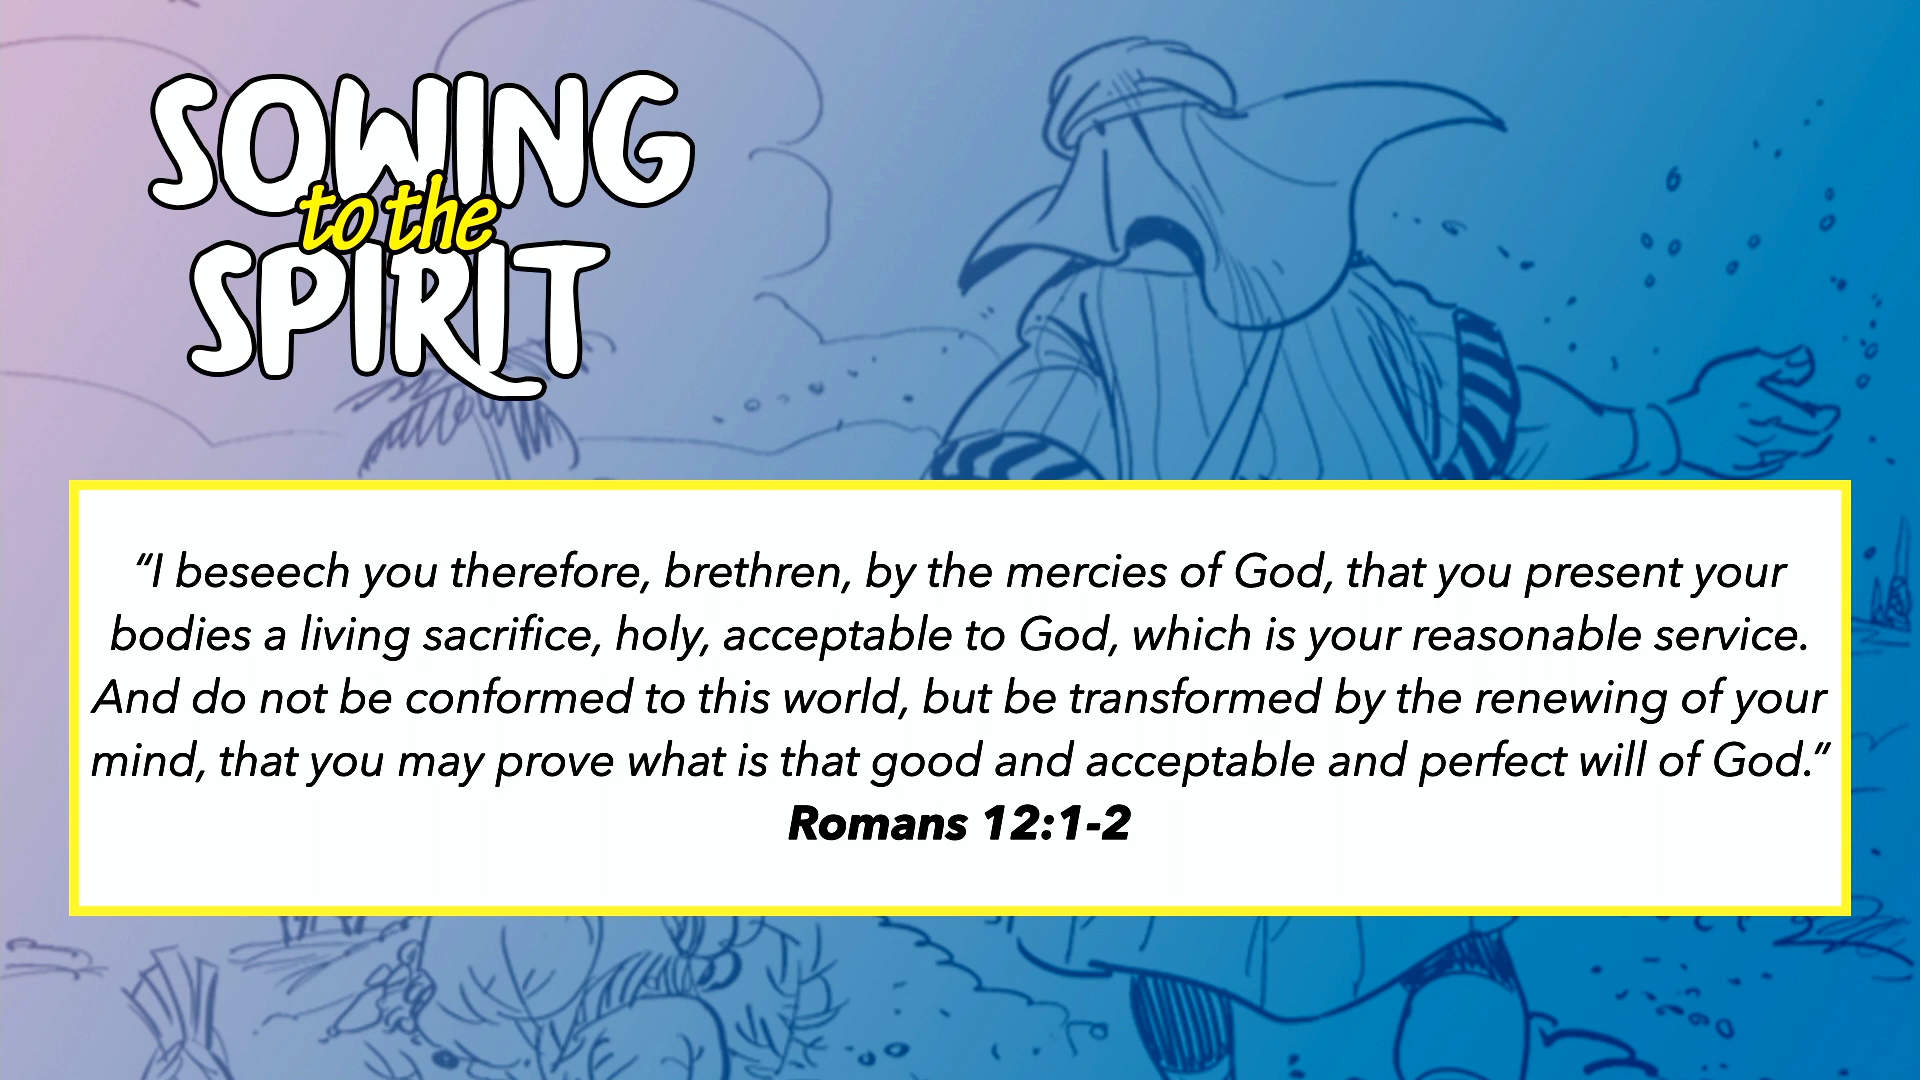 SOWING
to the
SPIRIT
“I beseech you therefore, brethren, by the mercies of God, that you present your
bodies a living sacrifice, holy, acceptable to God, which is your reasonable service.
And do not be conformed to this world, but be transformed by the renewing of your
mind, that you may prove what is that good and acceptable and perfect will of God.”
Romans 12:1-2